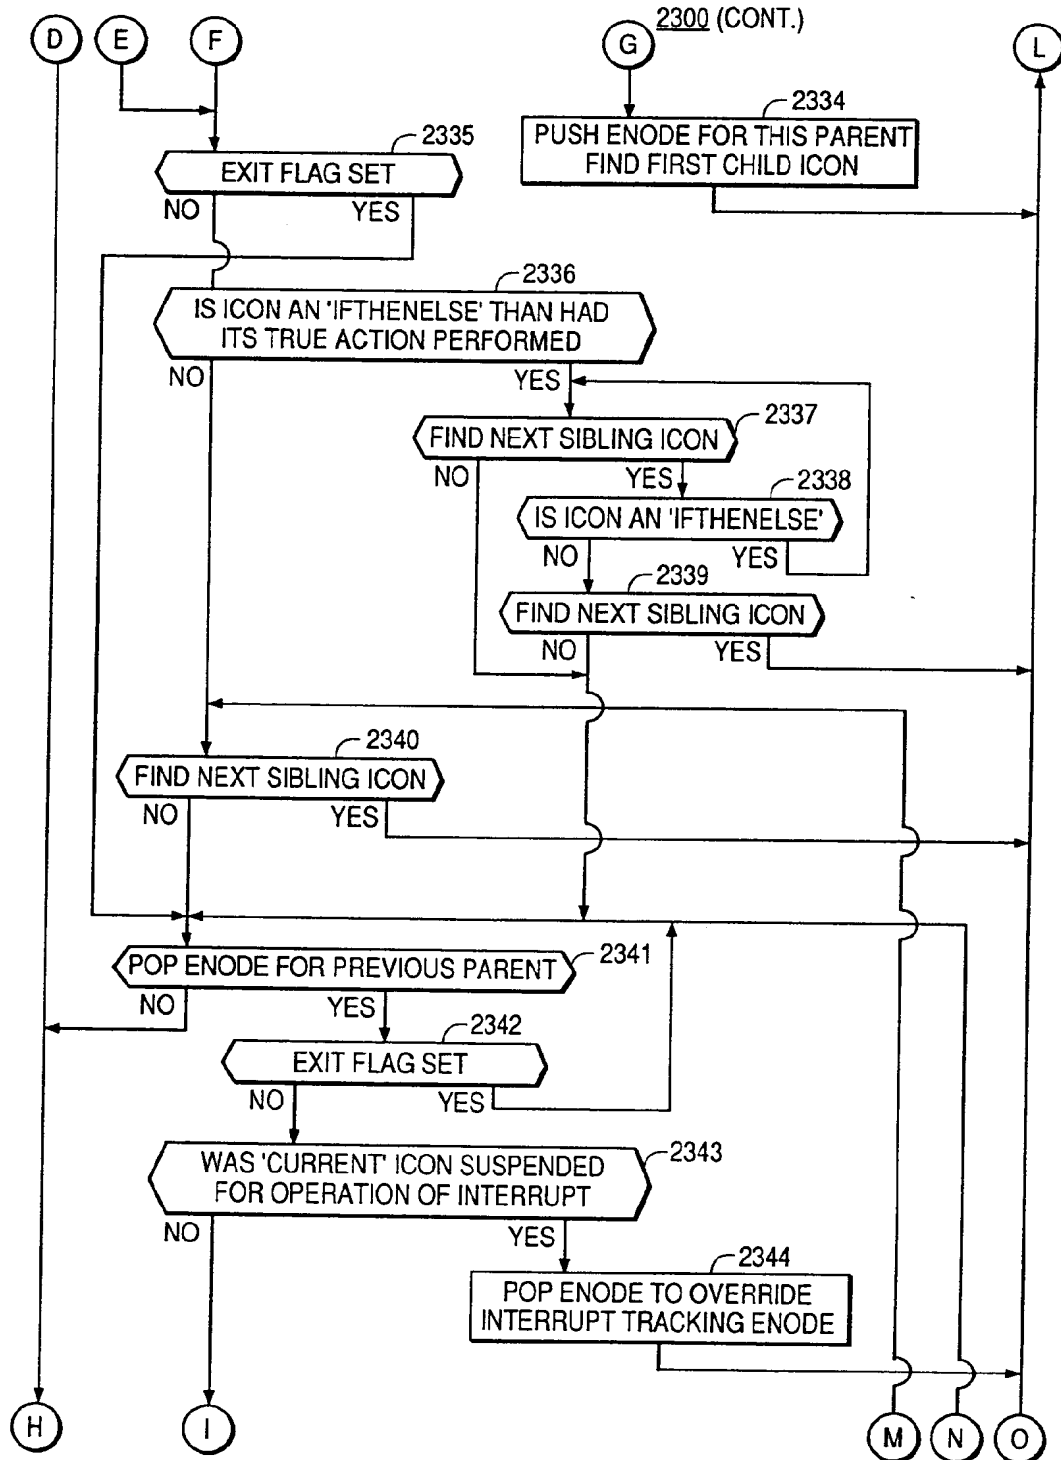 2300 (CONT.)
D
E
F
G
L
2334
PUSH ENODE FOR THIS PARENT
FIND FIRST CHILD ICON
2335
EXIT FLAG SET
NO
YES
2336
IS ICON AN 'IFTHENELSE' THAN HAD
ITS TRUE ACTION PERFORMED
NO
YES
2337
FIND NEXT SIBLING ICON
NO
YES
2338
IS ICON AN 'IFTHENELSE'
NO
YES
2339
FIND NEXT SIBLING ICON
NO
YES
2340
FIND NEXT SIBLING ICON
NO
YES
2341
POP ENODE FOR PREVIOUS PARENT
NO
YES
2342
EXIT FLAG SET
NO
YES
2343
WAS 'CURRENT' ICON SUSPENDED
FOR OPERATION OF INTERRUPT
NO
YES
2344
POP ENODE TO OVERRIDE
INTERRUPT TRACKING ENODE
H
I
M
N
O